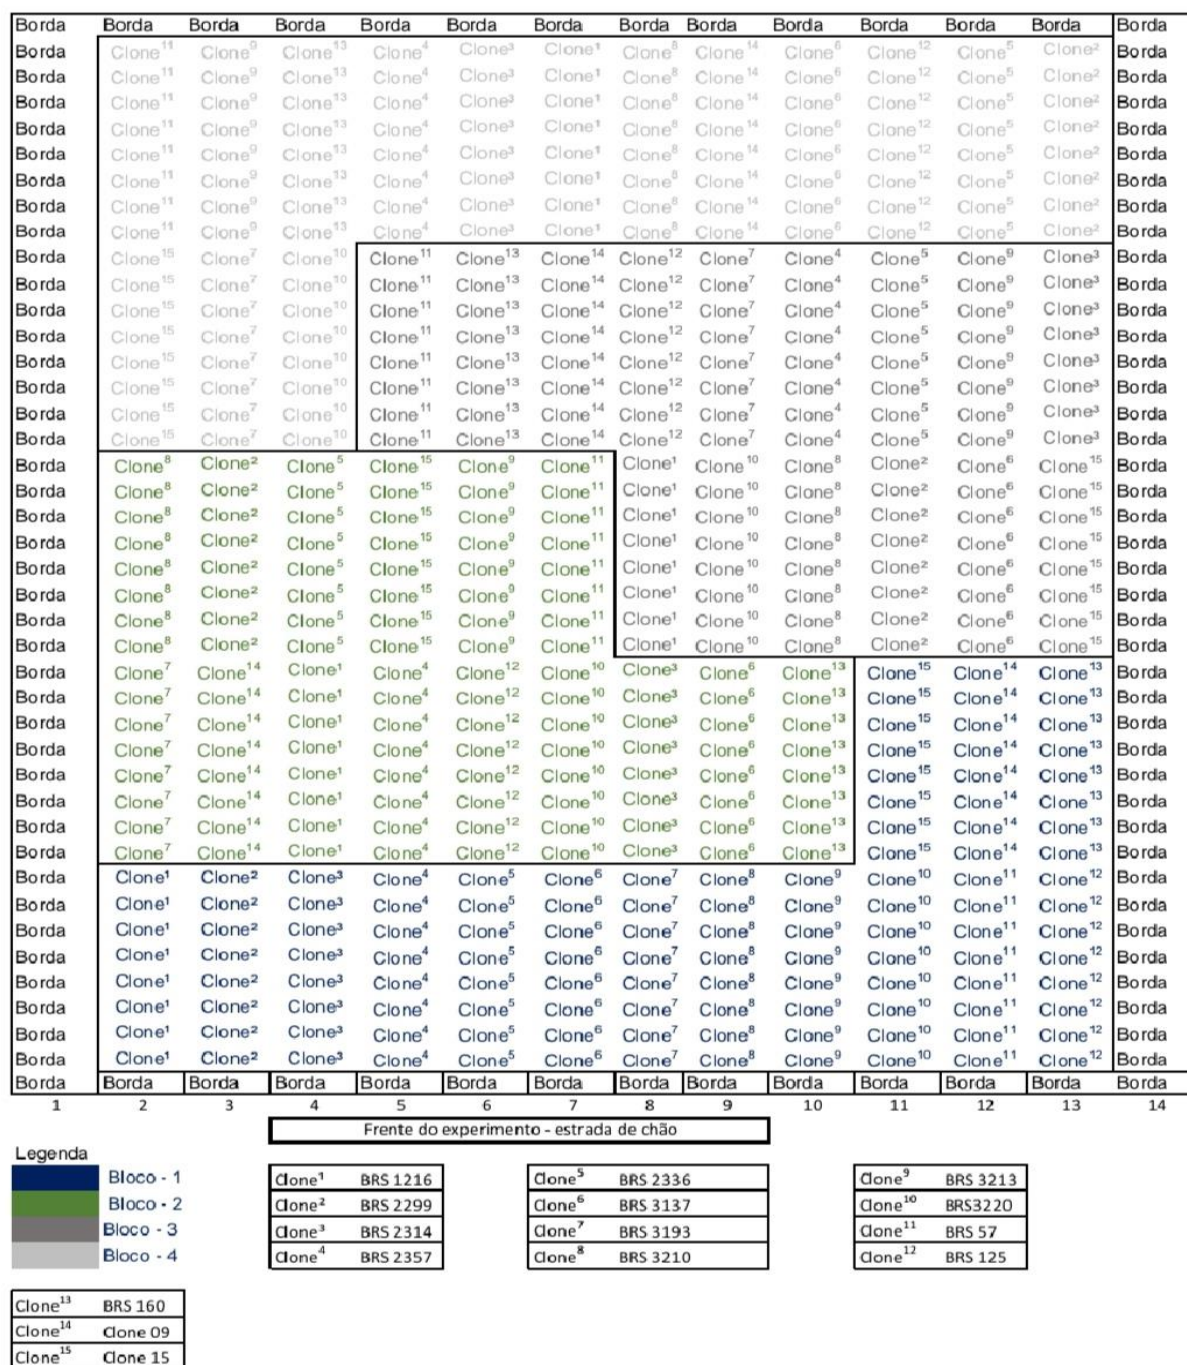 Borda Borda Borda Borda Borda Borda Borda Borda Borda Borda Borda Borda Borda Borda
Borda Clone¹¹ Clone⁹ Clone¹³ Clone⁴ Clone³ Clone¹ Clone⁸ Clone¹⁴ Clone⁶ Clone¹² Clone⁵ Clone² Borda
Borda Clone¹¹ Clone⁹ Clone¹³ Clone⁴ Clone³ Clone¹ Clone⁸ Clone¹⁴ Clone⁶ Clone¹² Clone⁵ Clone² Borda
Borda Clone¹¹ Clone⁹ Clone¹³ Clone⁴ Clone³ Clone¹ Clone⁸ Clone¹⁴ Clone⁶ Clone¹² Clone⁵ Clone² Borda
Borda Clone¹¹ Clone⁹ Clone¹³ Clone⁴ Clone³ Clone¹ Clone⁸ Clone¹⁴ Clone⁶ Clone¹² Clone⁵ Clone² Borda
Borda Clone¹¹ Clone⁹ Clone¹³ Clone⁴ Clone³ Clone¹ Clone⁸ Clone¹⁴ Clone⁶ Clone¹² Clone⁵ Clone² Borda
Borda Clone¹¹ Clone⁹ Clone¹³ Clone⁴ Clone³ Clone¹ Clone⁸ Clone¹⁴ Clone⁶ Clone¹² Clone⁵ Clone² Borda
Borda Clone¹¹ Clone⁹ Clone¹³ Clone⁴ Clone³ Clone¹ Clone⁸ Clone¹⁴ Clone⁶ Clone¹² Clone⁵ Clone² Borda
Borda Clone¹¹ Clone⁹ Clone¹³ Clone⁴ Clone³ Clone¹ Clone⁸ Clone¹⁴ Clone⁶ Clone¹² Clone⁵ Clone² Borda
Borda Clone¹⁵ Clone⁷ Clone¹⁰ Clone¹¹ Clone¹³ Clone¹⁴ Clone¹² Clone⁷ Clone⁴ Clone⁵ Clone⁹ Clone³ Borda
Borda Clone¹⁵ Clone⁷ Clone¹⁰ Clone¹¹ Clone¹³ Clone¹⁴ Clone¹² Clone⁷ Clone⁴ Clone⁵ Clone⁹ Clone³ Borda
Borda Clone¹⁵ Clone⁷ Clone¹⁰ Clone¹¹ Clone¹³ Clone¹⁴ Clone¹² Clone⁷ Clone⁴ Clone⁵ Clone⁹ Clone³ Borda
Borda Clone¹⁵ Clone⁷ Clone¹⁰ Clone¹¹ Clone¹³ Clone¹⁴ Clone¹² Clone⁷ Clone⁴ Clone⁵ Clone⁹ Clone³ Borda
Borda Clone¹⁵ Clone⁷ Clone¹⁰ Clone¹¹ Clone¹³ Clone¹⁴ Clone¹² Clone⁷ Clone⁴ Clone⁵ Clone⁹ Clone³ Borda
Borda Clone¹⁵ Clone⁷ Clone¹⁰ Clone¹¹ Clone¹³ Clone¹⁴ Clone¹² Clone⁷ Clone⁴ Clone⁵ Clone⁹ Clone³ Borda
Borda Clone¹⁵ Clone⁷ Clone¹⁰ Clone¹¹ Clone¹³ Clone¹⁴ Clone¹² Clone⁷ Clone⁴ Clone⁵ Clone⁹ Clone³ Borda
Borda Clone¹⁵ Clone⁷ Clone¹⁰ Clone¹¹ Clone¹³ Clone¹⁴ Clone¹² Clone⁷ Clone⁴ Clone⁵ Clone⁹ Clone³ Borda
Borda Clone⁸ Clone² Clone⁵ Clone¹⁵ Clone⁹ Clone¹¹ Clone¹ Clone¹⁰ Clone⁸ Clone² Clone⁶ Clone¹⁵ Borda
Borda Clone⁸ Clone² Clone⁵ Clone¹⁵ Clone⁹ Clone¹¹ Clone¹ Clone¹⁰ Clone⁸ Clone² Clone⁶ Clone¹⁵ Borda
Borda Clone⁸ Clone² Clone⁵ Clone¹⁵ Clone⁹ Clone¹¹ Clone¹ Clone¹⁰ Clone⁸ Clone² Clone⁶ Clone¹⁵ Borda
Borda Clone⁸ Clone² Clone⁵ Clone¹⁵ Clone⁹ Clone¹¹ Clone¹ Clone¹⁰ Clone⁸ Clone² Clone⁶ Clone¹⁵ Borda
Borda Clone⁸ Clone² Clone⁵ Clone¹⁵ Clone⁹ Clone¹¹ Clone¹ Clone¹⁰ Clone⁸ Clone² Clone⁶ Clone¹⁵ Borda
Borda Clone⁸ Clone² Clone⁵ Clone¹⁵ Clone⁹ Clone¹¹ Clone¹ Clone¹⁰ Clone⁸ Clone² Clone⁶ Clone¹⁵ Borda
Borda Clone⁸ Clone² Clone⁵ Clone¹⁵ Clone⁹ Clone¹¹ Clone¹ Clone¹⁰ Clone⁸ Clone² Clone⁶ Clone¹⁵ Borda
Borda Clone⁸ Clone² Clone⁵ Clone¹⁵ Clone⁹ Clone¹¹ Clone¹ Clone¹⁰ Clone⁸ Clone² Clone⁶ Clone¹⁵ Borda
Borda Clone⁷ Clone¹⁴ Clone¹ Clone⁴ Clone¹² Clone¹⁰ Clone³ Clone⁶ Clone¹³ Clone¹⁵ Clone¹⁴ Clone¹³ Borda
Borda Clone⁷ Clone¹⁴ Clone¹ Clone⁴ Clone¹² Clone¹⁰ Clone³ Clone⁶ Clone¹³ Clone¹⁵ Clone¹⁴ Clone¹³ Borda
Borda Clone⁷ Clone¹⁴ Clone¹ Clone⁴ Clone¹² Clone¹⁰ Clone³ Clone⁶ Clone¹³ Clone¹⁵ Clone¹⁴ Clone¹³ Borda
Borda Clone⁷ Clone¹⁴ Clone¹ Clone⁴ Clone¹² Clone¹⁰ Clone³ Clone⁶ Clone¹³ Clone¹⁵ Clone¹⁴ Clone¹³ Borda
Borda Clone⁷ Clone¹⁴ Clone¹ Clone⁴ Clone¹² Clone¹⁰ Clone³ Clone⁶ Clone¹³ Clone¹⁵ Clone¹⁴ Clone¹³ Borda
Borda Clone⁷ Clone¹⁴ Clone¹ Clone⁴ Clone¹² Clone¹⁰ Clone³ Clone⁶ Clone¹³ Clone¹⁵ Clone¹⁴ Clone¹³ Borda
Borda Clone⁷ Clone¹⁴ Clone¹ Clone⁴ Clone¹² Clone¹⁰ Clone³ Clone⁶ Clone¹³ Clone¹⁵ Clone¹⁴ Clone¹³ Borda
Borda Clone⁷ Clone¹⁴ Clone¹ Clone⁴ Clone¹² Clone¹⁰ Clone³ Clone⁶ Clone¹³ Clone¹⁵ Clone¹⁴ Clone¹³ Borda
Borda Clone¹ Clone² Clone³ Clone⁴ Clone⁵ Clone⁶ Clone⁷ Clone⁸ Clone⁹ Clone¹⁰ Clone¹¹ Clone¹² Borda
Borda Clone¹ Clone² Clone³ Clone⁴ Clone⁵ Clone⁶ Clone⁷ Clone⁸ Clone⁹ Clone¹⁰ Clone¹¹ Clone¹² Borda
Borda Clone¹ Clone² Clone³ Clone⁴ Clone⁵ Clone⁶ Clone⁷ Clone⁸ Clone⁹ Clone¹⁰ Clone¹¹ Clone¹² Borda
Borda Clone¹ Clone² Clone³ Clone⁴ Clone⁵ Clone⁶ Clone⁷ Clone⁸ Clone⁹ Clone¹⁰ Clone¹¹ Clone¹² Borda
Borda Clone¹ Clone² Clone³ Clone⁴ Clone⁵ Clone⁶ Clone⁷ Clone⁸ Clone⁹ Clone¹⁰ Clone¹¹ Clone¹² Borda
Borda Clone¹ Clone² Clone³ Clone⁴ Clone⁵ Clone⁶ Clone⁷ Clone⁸ Clone⁹ Clone¹⁰ Clone¹¹ Clone¹² Borda
Borda Clone¹ Clone² Clone³ Clone⁴ Clone⁵ Clone⁶ Clone⁷ Clone⁸ Clone⁹ Clone¹⁰ Clone¹¹ Clone¹² Borda
Borda Clone¹ Clone² Clone³ Clone⁴ Clone⁵ Clone⁶ Clone⁷ Clone⁸ Clone⁹ Clone¹⁰ Clone¹¹ Clone¹² Borda
Borda Borda Borda Borda Borda Borda Borda Borda Borda Borda Borda Borda Borda Borda
1 2 3 4 5 6 7 8 9 10 11 12 13 14
Frente do experimento - estrada de chão
Legenda
Bloco - 1
Bloco - 2
Bloco - 3
Bloco - 4
Clone¹ BRS 1216
Clone² BRS 2299
Clone³ BRS 2314
Clone⁴ BRS 2357
Clone⁵ BRS 2336
Clone⁶ BRS 3137
Clone⁷ BRS 3193
Clone⁸ BRS 3210
Clone⁹ BRS 3213
Clone¹⁰ BRS3220
Clone¹¹ BRS 57
Clone¹² BRS 125
Clone¹³ BRS 160
Clone¹⁴ Clone 09
Clone¹⁵ Clone 15